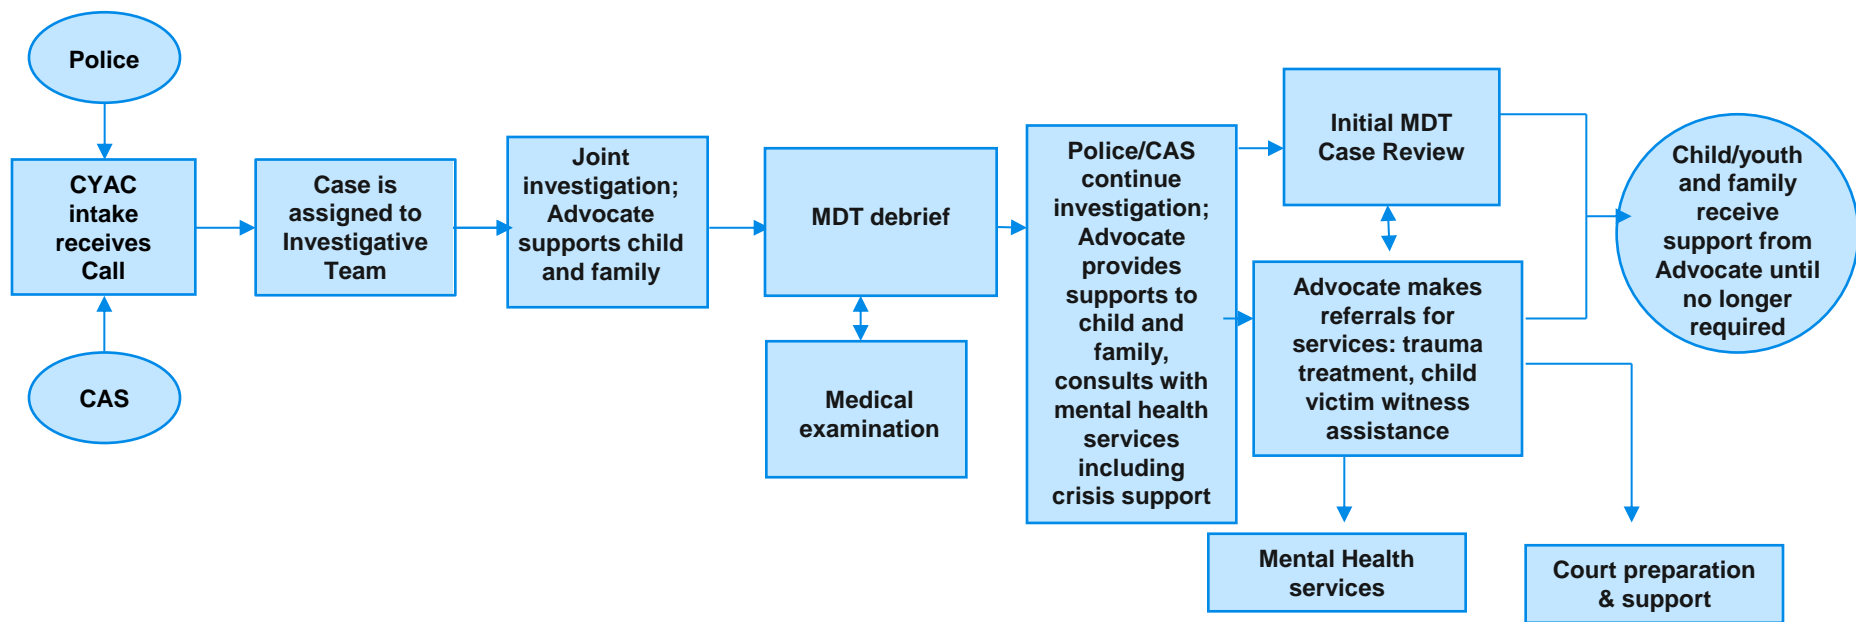 Police
CYAC
intake
receives
Call
CAS
Case is
assigned to
Investigative
Team
Joint
investigation;
Advocate
supports child
and family
MDT debrief
Medical
examination
Police/CAS
continue
investigation;
Advocate
provides
supports to
child and
family,
consults with
mental health
services
including
crisis support
Initial MDT
Case Review
Advocate makes
referrals for
services: trauma
treatment, child
victim witness
assistance
Mental Health
services
Court preparation
& support
Child/youth
and family
receive
support from
Advocate until
no longer
required